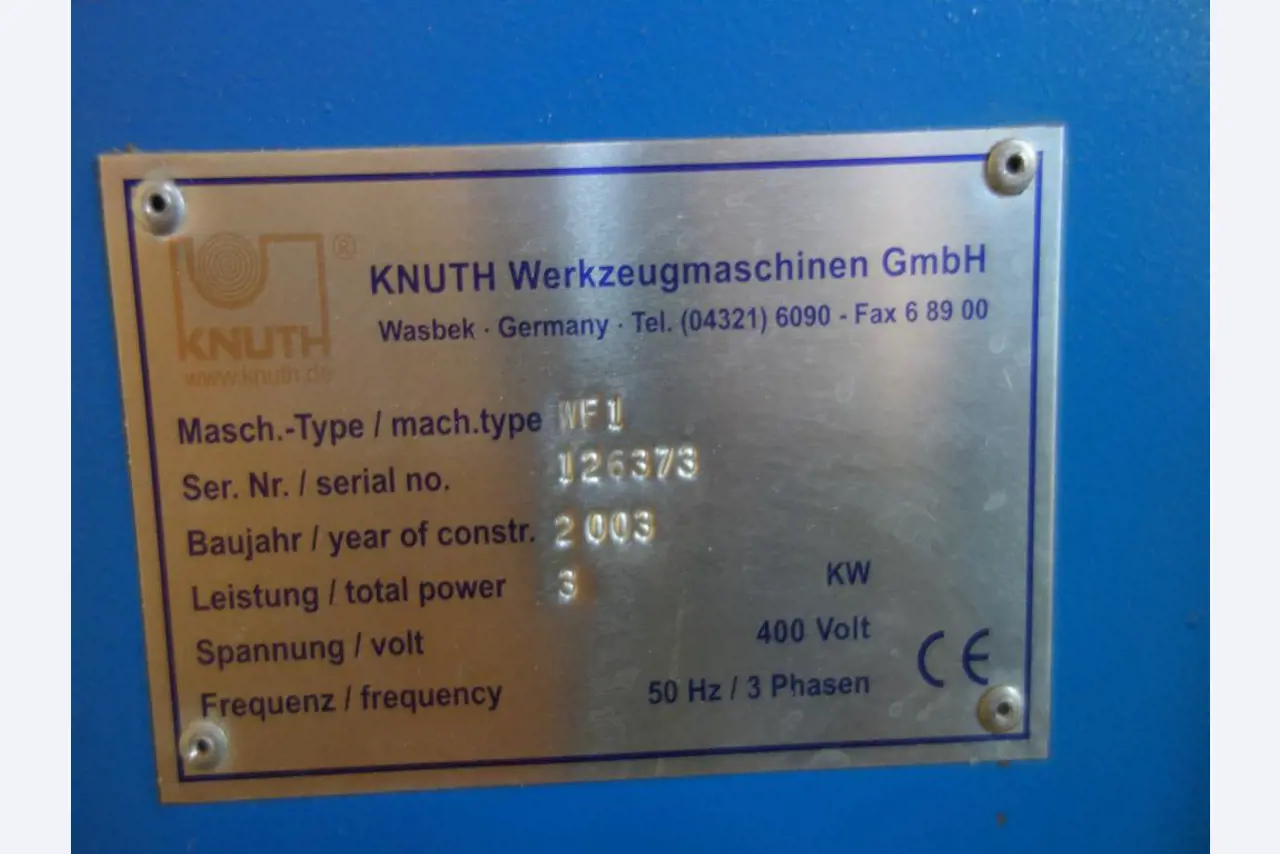 KNUTH Werkzeugmaschinen GmbH
Wasbek · Germany · Tel. (04321) 6090 - Fax 6 89 00
®
KNUTH
www.knuth.de
Masch.-Type / mach.type WF1
Ser. Nr. / serial no. 126373
Baujahr / year of constr. 2003
Leistung / total power 3 KW
Spannung / volt 400 Volt
Frequenz / frequency 50 Hz / 3 Phasen
CE